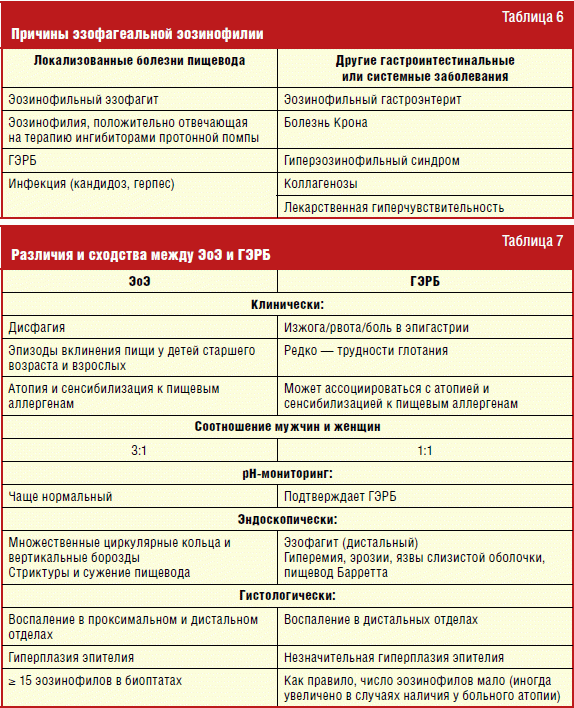 Таблица 6
Причины эзофагеальной эозинофилии
Локализованные болезни пищевода
Другие гастроинтестинальные
или системные заболевания
Эозинофильный эзофагит
Эозинофильный гастроэнтерит
Эозинофилия, положительно отвечающая
на терапию ингибиторами протонной помпы
Болезнь Крона
ГЭРБ
Гиперэозинофильный синдром
Инфекция (кандидоз, герпес)
Коллагенозы
Лекарственная гиперчувствительность
Таблица 7
Различия и сходства между ЭоЭ и ГЭРБ
ЭоЭ
ГЭРБ
Клинически:
Дисфагия
Изжога/рвота/боль в эпигастрии
Эпизоды вклинения пищи у детей старшего
возраста и взрослых
Редко — трудности глотания
Атопия и сенсибилизация к пищевым
аллергенам
Может ассоциироваться с атопией и
сенсибилизацией к пищевым аллергенам
Соотношение мужчин и женщин
3:1
1:1
pH-мониторинг:
Чаще нормальный
Подтверждает ГЭРБ
Эндоскопически:
Множественные циркулярные кольца и
вертикальные борозды
Стриктуры и сужение пищевода
Эзофагит (дистальный)
Гиперемия, эрозии, язвы слизистой оболочки,
пищевод Барретта
Гистологически:
Воспаление в проксимальном и дистальном
отделах
Воспаление в дистальных отделах
Гиперплазия эпителия
Незначительная гиперплазия эпителия
≥ 15 эозинофилов в биоптатах
Как правило, число эозинофилов мало (иногда
увеличено в случаях наличия у больного атопии)